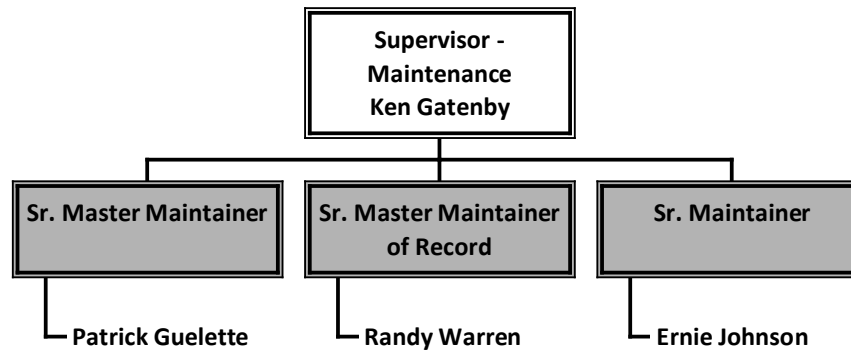 Supervisor -
Maintenance
Ken Gatenby
Sr. Master Maintainer
Sr. Master Maintainer
of Record
Sr. Maintainer
Patrick Guelette
Randy Warren
Ernie Johnson